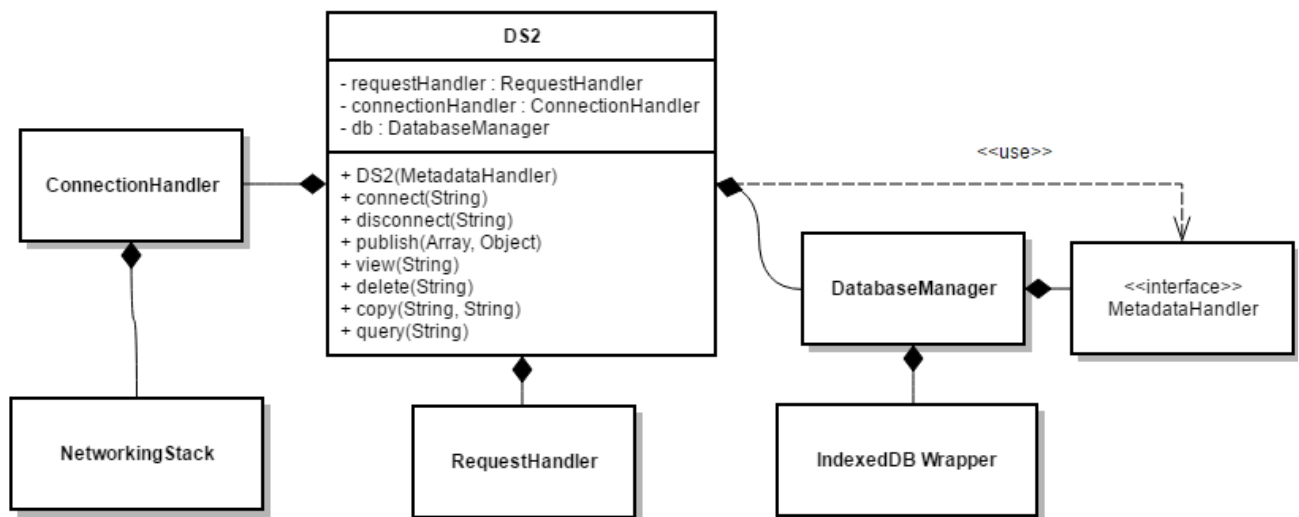 DS2
- requestHandler : RequestHandler
- connectionHandler : ConnectionHandler
- db : DatabaseManager
+ DS2(MetadataHandler)
+ connect(String)
+ disconnect(String)
+ publish(Array, Object)
+ view(String)
+ delete(String)
+ copy(String, String)
+ query(String)
ConnectionHandler
<<use>>
DatabaseManager
<<interface>>
MetadataHandler
NetworkingStack
RequestHandler
IndexedDB Wrapper